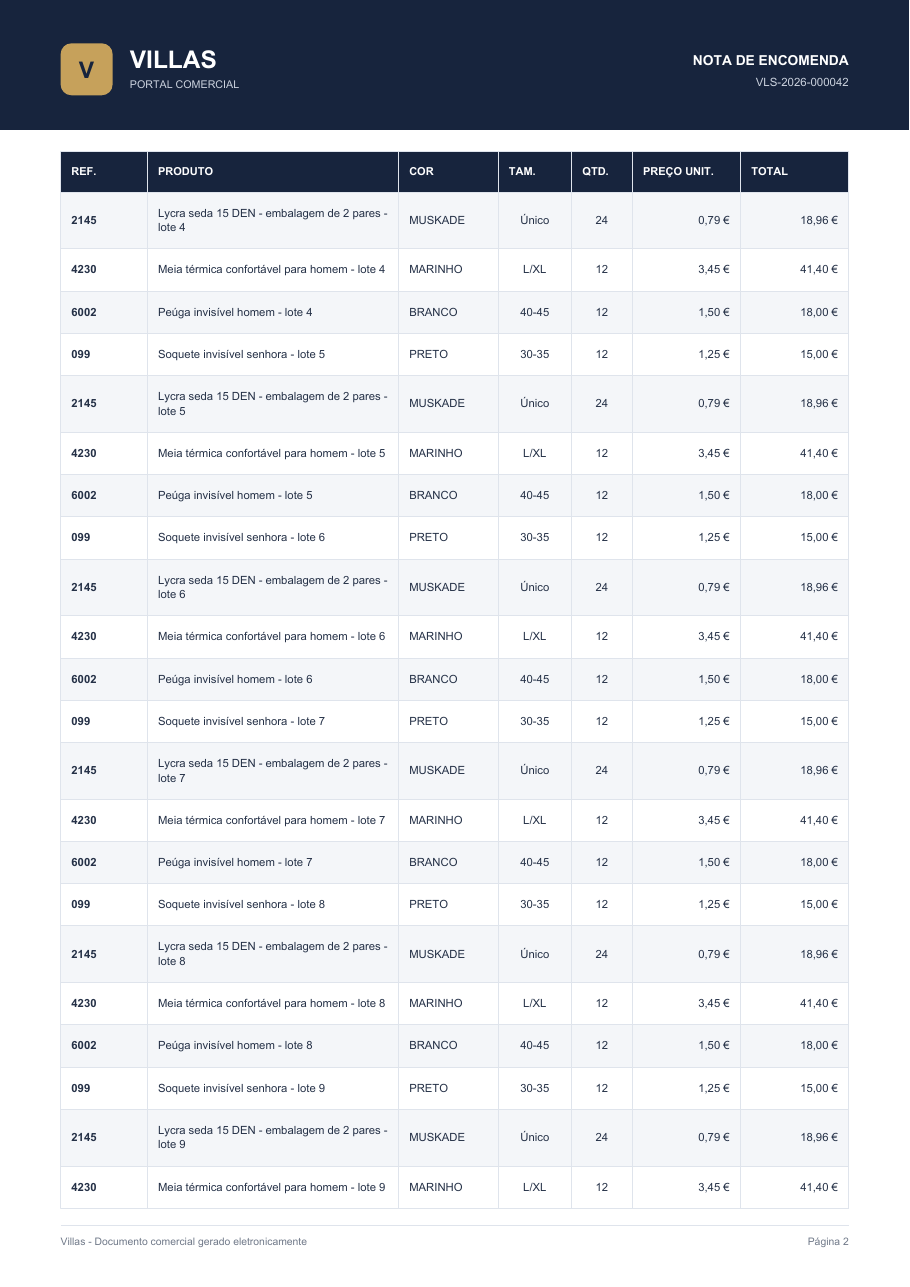 V
VILLAS
PORTAL COMERCIAL
NOTA DE ENCOMENDA
VLS-2026-000042
REF. PRODUTO COR TAM. QTD. PREÇO UNIT. TOTAL
2145 Lycra seda 15 DEN - embalagem de 2 pares - MUSKADE Único 24 0,79 € 18,96 €
lote 4
4230 Meia térmica confortável para homem - lote 4 MARINHO L/XL 12 3,45 € 41,40 €
6002 Peúga invisível homem - lote 4 BRANCO 40-45 12 1,50 € 18,00 €
099 Soquete invisível senhora - lote 5 PRETO 30-35 12 1,25 € 15,00 €
2145 Lycra seda 15 DEN - embalagem de 2 pares - MUSKADE Único 24 0,79 € 18,96 €
lote 5
4230 Meia térmica confortável para homem - lote 5 MARINHO L/XL 12 3,45 € 41,40 €
6002 Peúga invisível homem - lote 5 BRANCO 40-45 12 1,50 € 18,00 €
099 Soquete invisível senhora - lote 6 PRETO 30-35 12 1,25 € 15,00 €
2145 Lycra seda 15 DEN - embalagem de 2 pares - MUSKADE Único 24 0,79 € 18,96 €
lote 6
4230 Meia térmica confortável para homem - lote 6 MARINHO L/XL 12 3,45 € 41,40 €
6002 Peúga invisível homem - lote 6 BRANCO 40-45 12 1,50 € 18,00 €
099 Soquete invisível senhora - lote 7 PRETO 30-35 12 1,25 € 15,00 €
2145 Lycra seda 15 DEN - embalagem de 2 pares - MUSKADE Único 24 0,79 € 18,96 €
lote 7
4230 Meia térmica confortável para homem - lote 7 MARINHO L/XL 12 3,45 € 41,40 €
6002 Peúga invisível homem - lote 7 BRANCO 40-45 12 1,50 € 18,00 €
099 Soquete invisível senhora - lote 8 PRETO 30-35 12 1,25 € 15,00 €
2145 Lycra seda 15 DEN - embalagem de 2 pares - MUSKADE Único 24 0,79 € 18,96 €
lote 8
4230 Meia térmica confortável para homem - lote 8 MARINHO L/XL 12 3,45 € 41,40 €
6002 Peúga invisível homem - lote 8 BRANCO 40-45 12 1,50 € 18,00 €
099 Soquete invisível senhora - lote 9 PRETO 30-35 12 1,25 € 15,00 €
2145 Lycra seda 15 DEN - embalagem de 2 pares - MUSKADE Único 24 0,79 € 18,96 €
lote 9
4230 Meia térmica confortável para homem - lote 9 MARINHO L/XL 12 3,45 € 41,40 €
Villas - Documento comercial gerado eletronicamente
Página 2